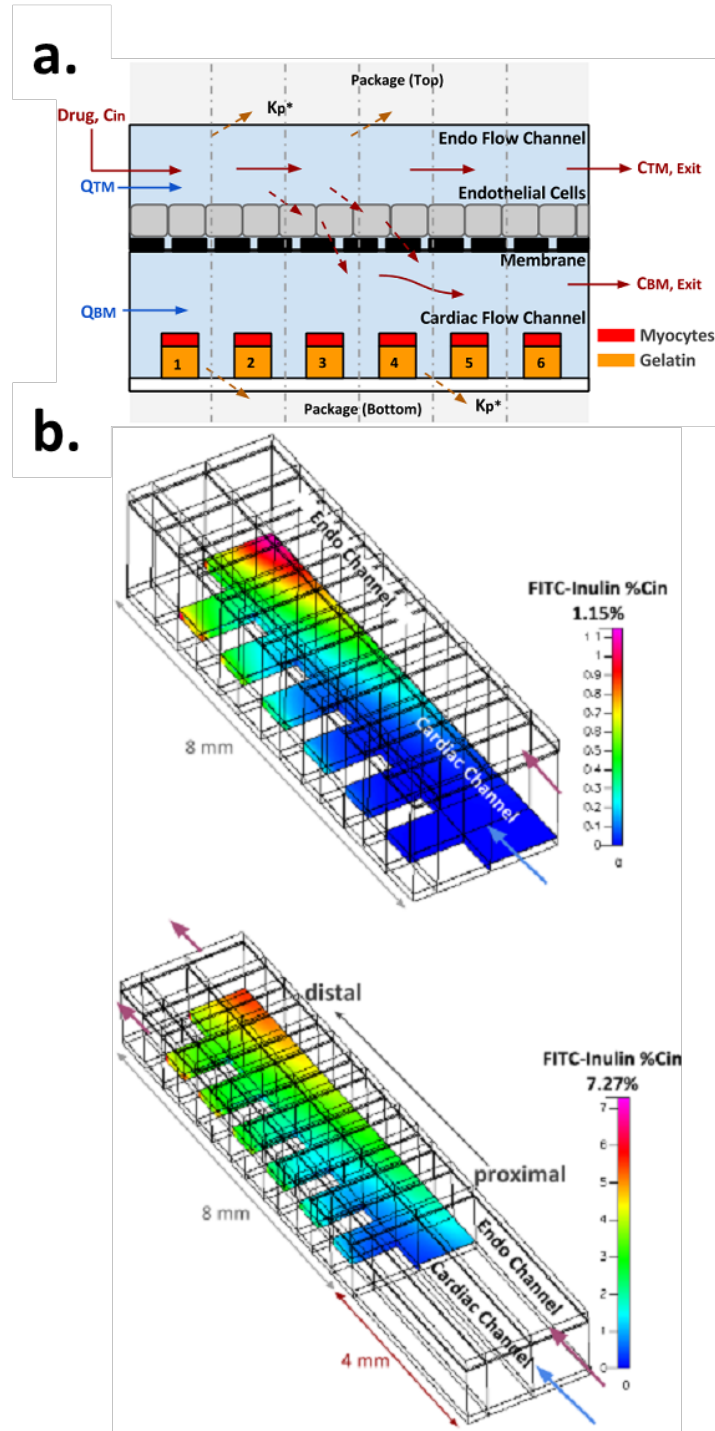 a.
Package (Top)
Kp*
Drug, Cin
Endo Flow Channel
CTM, Exit
QTM
Endothelial Cells
Membrane
CBM, Exit
QBM
Cardiac Flow Channel
Myocytes
Gelatin
1 2 3 4 5 6
Package (Bottom)
Kp*
b.
Endo Channel
FITC-Inulin %Cin
1.15%
1.1
1
0.9
0.8
0.7
0.6
0.5
0.4
0.3
0.2
0.1
0
0
Cardiac Channel
8 mm
distal
FITC-Inulin %Cin
7.27%
7
6
5
4
3
2
1
0
0
proximal
8 mm
Endo Channel
Cardiac Channel
4 mm